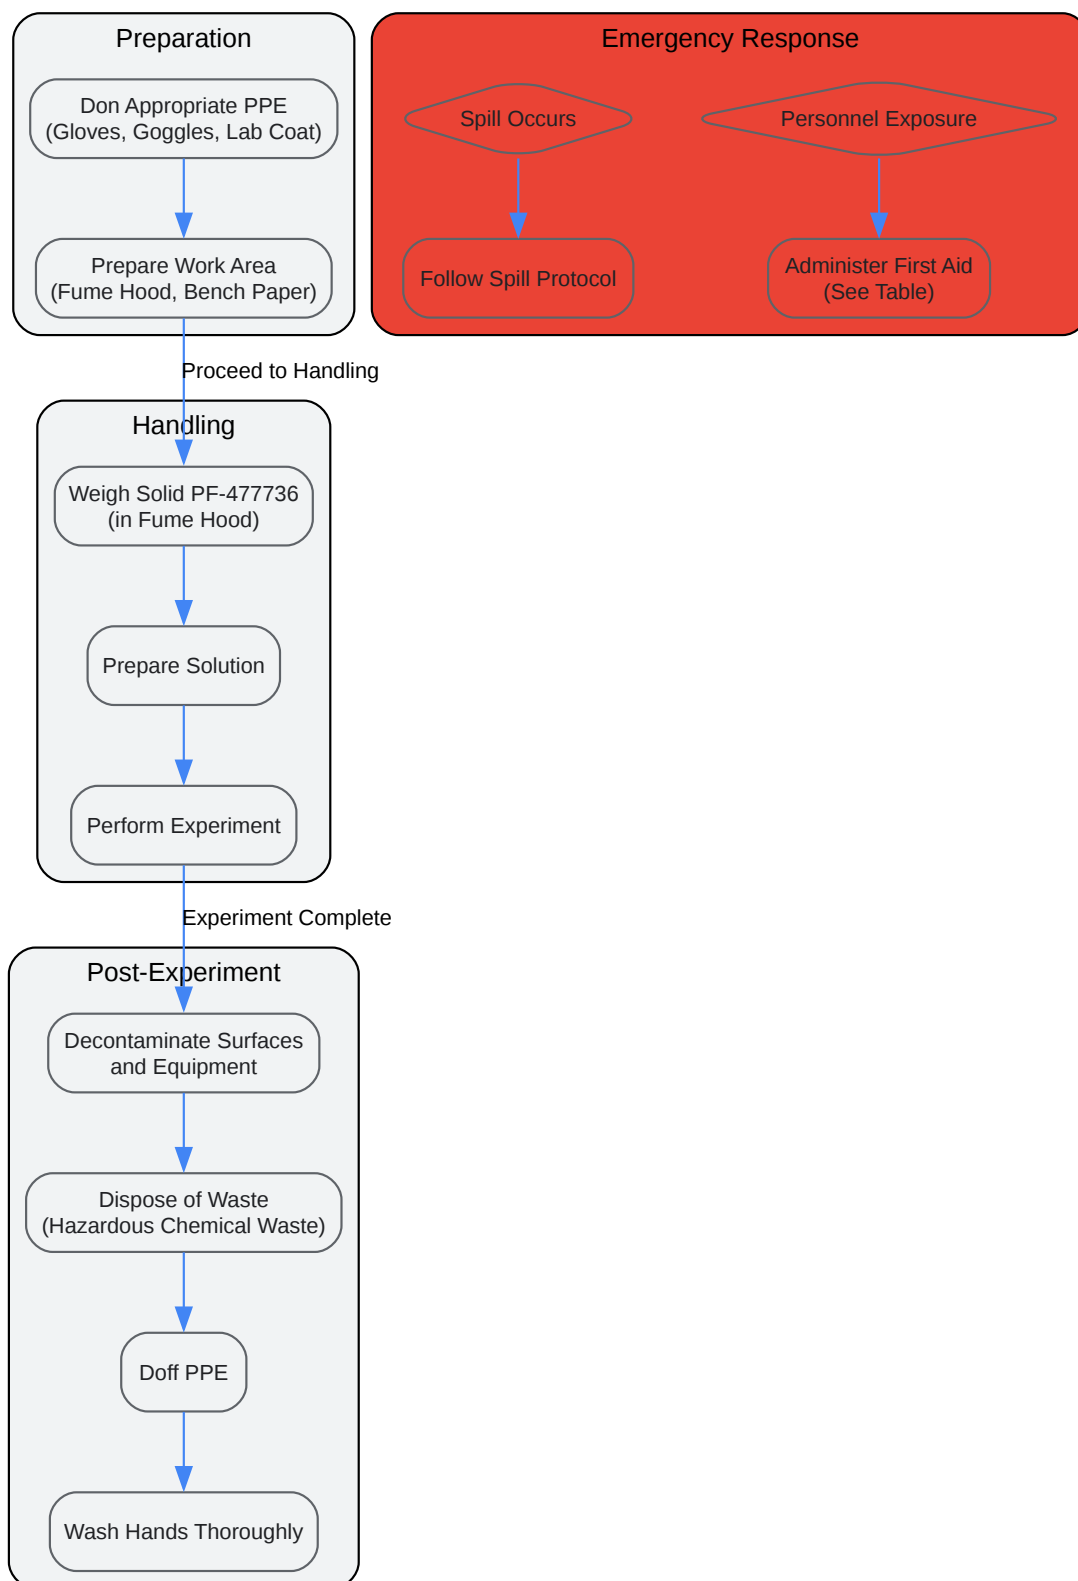 Preparation
Don Appropriate PPE
(Gloves, Goggles, Lab Coat)
Prepare Work Area
(Fume Hood, Bench Paper)
Emergency Response
Spill Occurs
Follow Spill Protocol
Personnel Exposure
Administer First Aid
(See Table)
Proceed to Handling
Handling
Weigh Solid PF-477736
(in Fume Hood)
Prepare Solution
Perform Experiment
Experiment Complete
Post-Experiment
Decontaminate Surfaces
and Equipment
Dispose of Waste
(Hazardous Chemical Waste)
Doff PPE
Wash Hands Thoroughly